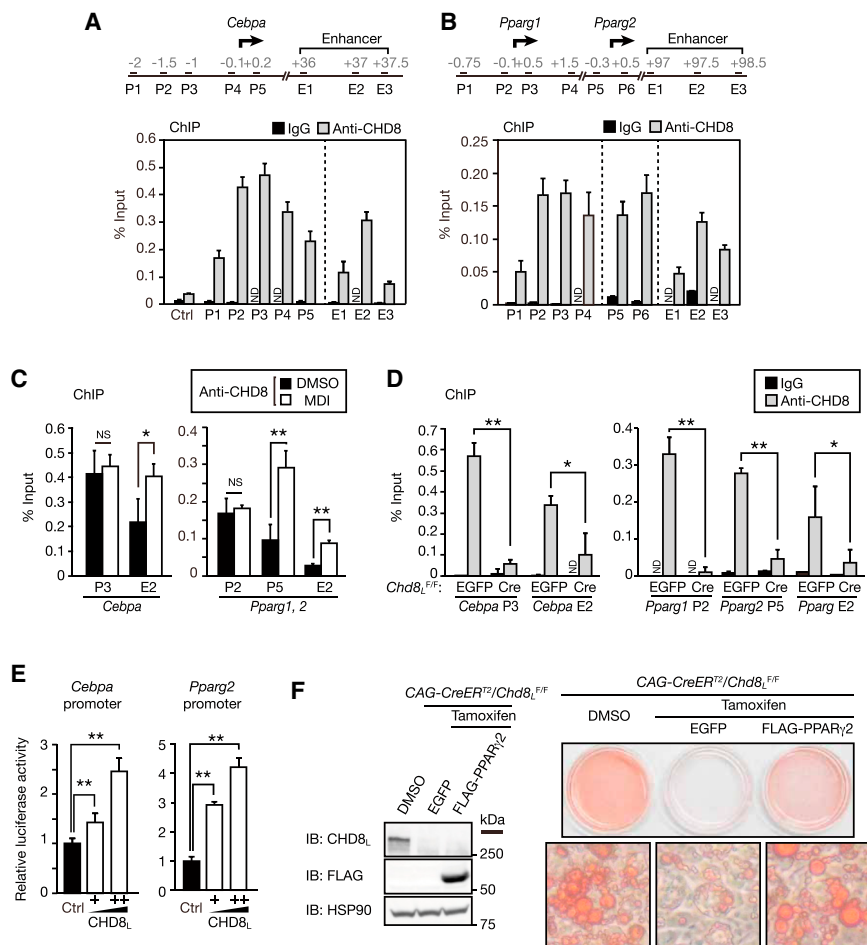 A
Cebpa
Enhancer
-2 -1.5 -1 -0.1 +0.2 +36 +37 +37.5
P1 P2 P3 P4 P5 E1 E2 E3
ChIP
IgG Anti-CHD8
% Input
0.6
0.5
0.4
0.3
0.2
0.1
0
ND ND ND
Ctrl P1 P2 P3 P4 P5 E1 E2 E3
B
Pparg1 Pparg2
Enhancer
-0.75 -0.1 +0.5 +1.5 -0.3 +0.5 +97 +97.5 +98.5
P1 P2 P3 P4 P5 P6 E1 E2 E3
ChIP
IgG Anti-CHD8
% Input
0.25
0.20
0.15
0.10
0.05
0
ND ND ND
P1 P2 P3 P4 P5 P6 E1 E2 E3
C
ChIP
Anti-CHD8 DMSO MDI
% Input
0.6
0.5
0.4
0.3
0.2
0.1
0
NS *
P3 E2
Cebpa
0.4
0.3
0.2
0.1
0
NS ** **
P2 P5 E2
Pparg1, 2
D
ChIP
IgG
Anti-CHD8
% Input
0.7
0.6
0.5
0.4
0.3
0.2
0.1
0
** *
ND
Chd8L F/F: EGFP Cre EGFP Cre
Cebpa P3 Cebpa E2
0.4
0.3
0.2
0.1
0
** ** *
ND ND
EGFP Cre EGFP Cre EGFP Cre
Pparg1 P2 Pparg2 P5 Pparg E2
E
Cebpa promoter
Relative luciferase activity
3
2
1
0
** **
Ctrl + ++
CHD8L
Pparg2 promoter
5
4
3
2
1
0
** **
Ctrl + ++
CHD8L
F
CAG-CreERT2/Chd8L F/F
Tamoxifen
DMSO EGFP FLAG-PPARγ2
kDa
IB: CHD8L
250
IB: FLAG
50
IB: HSP90
75
CAG-CreERT2/Chd8L F/F
Tamoxifen
DMSO EGFP FLAG-PPARγ2